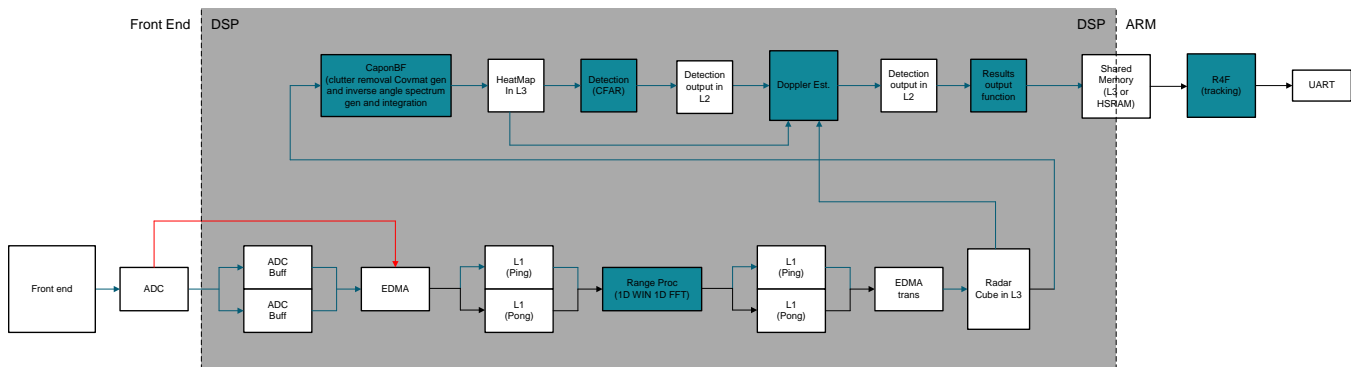 Front End
DSP
DSP
ARM
CaponBF
(clutter removal Covmat gen
and inverse angle spectrum
gen and integration
HeatMap
In L3
Detection
(CFAR)
Detection
output in
L2
Doppler Est.
Detection
output in
L2
Results
output
function
Shared
Memory
(L3 or
HSRAM)
R4F
(tracking)
UART
Front end
ADC
ADC
Buff
ADC
Buff
EDMA
L1
(Ping)
L1
(Pong)
Range Proc
(1D WIN 1D FFT)
L1
(Ping)
L1
(Pong)
EDMA
trans
Radar
Cube in L3